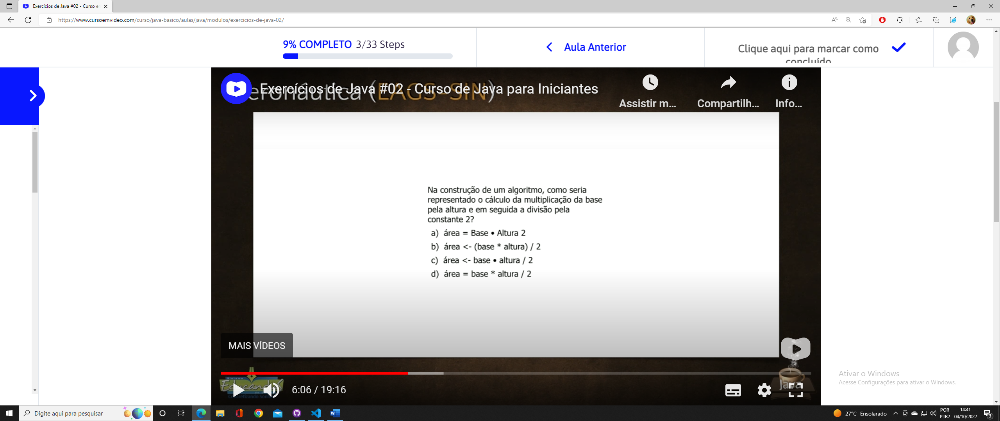 Exercícios de Java #02 - Curso en
https://www.cursoemvideo.com/curso/java-basico/aulas/java/modulos/exercicios-de-java-02/
9% COMPLETO 3/33 Steps
Aula Anterior
Clique aqui para marcar como
concluído
eronáutica (EAGS-SIN)
Exercícios de Java #02 - Curso de Java para Iniciantes
Assistir m...
Compartilh...
Info...
Na construção de um algoritmo, como seria
representado o cálculo da multiplicação da base
pela altura e em seguida a divisão pela
constante 2?
a) área = Base • Altura 2
b) área <- (base * altura) / 2
c) área <- base • altura / 2
d) área = base * altura / 2
MAIS VÍDEOS
Sistema
EducandoS
Concretizando Son
Java
6:06 / 19:16
Ativar o Windows
Acesse Configurações para ativar o Windows.
Digite aqui para pesquisar
27°C Ensolarado
POR
PTB2
14:41
04/10/2022
3